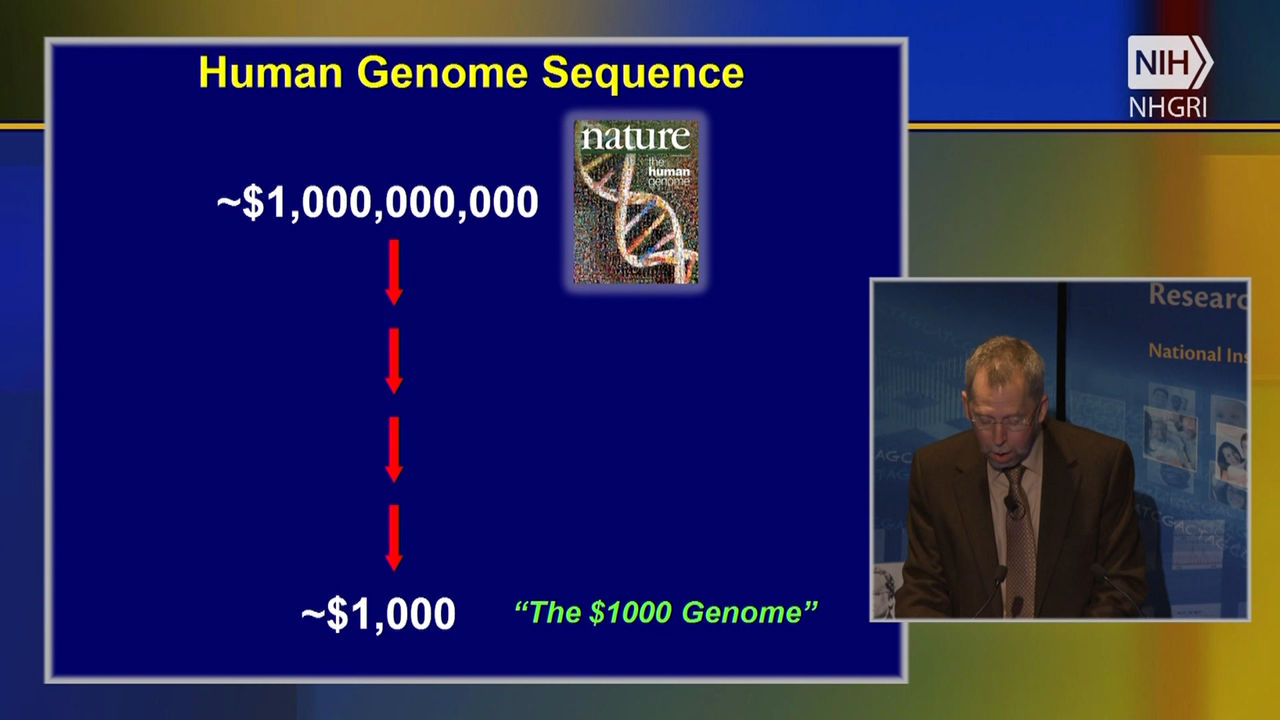 Human Genome Sequence
~$1,000,000,000
nature
the
human
genome
~$1,000
“The $1000 Genome”
NIH
NHGRI
Researc
National Ins